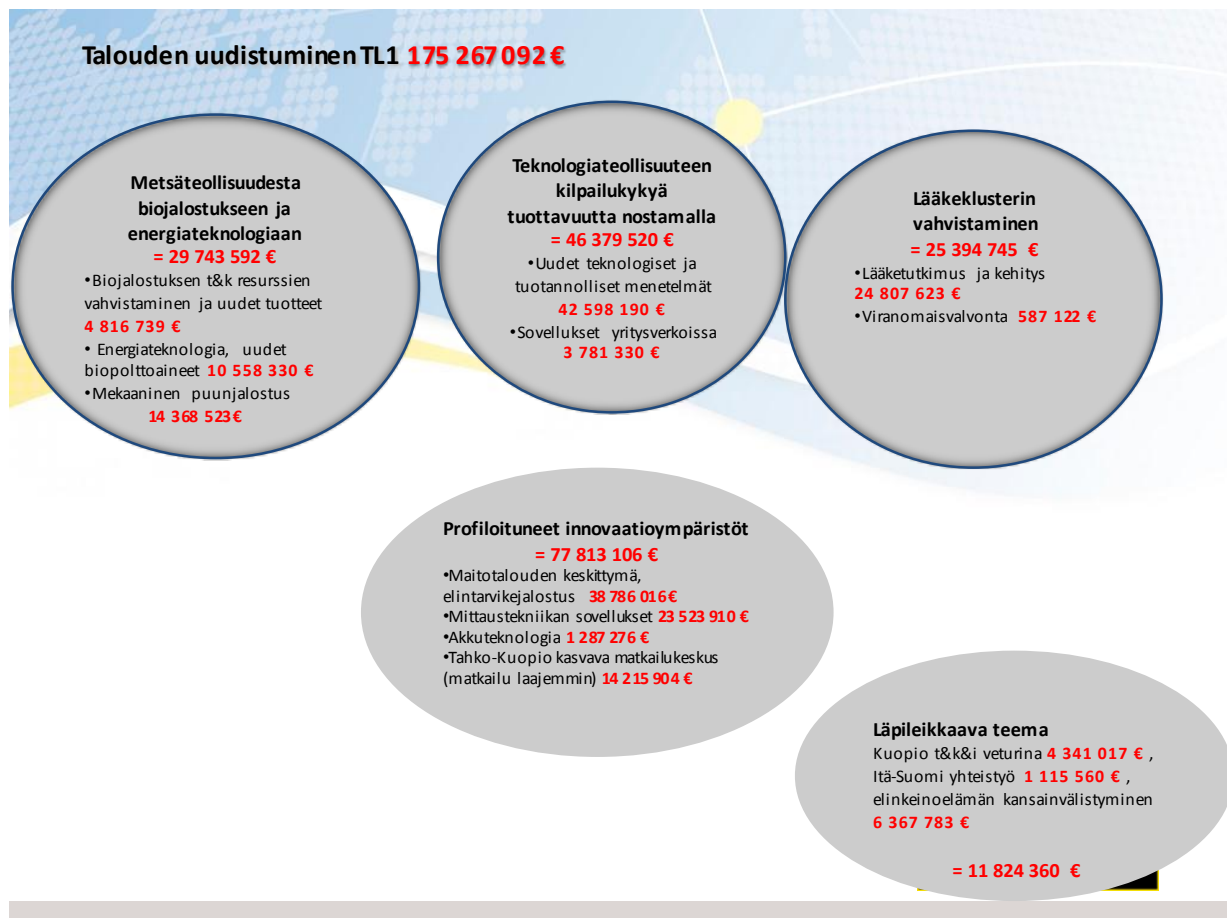 Talouden uudistuminen TL1 175 267 092 €
Metsäteollisuudesta
biojalostukseen ja
energiateknologiaan
= 29 743 592 €
•Biojalostuksen t&k resurssien
vahvistaminen ja uudet tuotteet
4 816 739 €
• Energiateknologia, uudet
biopolttoaineet 10 558 330 €
•Mekaaninen puunjalostus
14 368 523€
Teknologiateollisuuteen
kilpailukykyä
tuottavuutta nostamalla
= 46 379 520 €
•Uudet teknologiset ja
tuotannolliset menetelmät
42 598 190 €
•Sovellukset yritysverkoissa
3 781 330 €
Lääkeklusterin
vahvistaminen
= 25 394 745 €
•Lääketutkimus ja kehitys
24 807 623 €
•Viranomaisvalvonta 587 122 €
Profiloituneet innovaatioympäristöt
= 77 813 106 €
•Maitotalouden keskittymä,
elintarvikejalostus 38 786 016€
•Mittaustekniikan sovellukset 23 523 910 €
•Akkuteknologia 1 287 276 €
•Tahko-Kuopio kasvava matkailukeskus
(matkailu laajemmin) 14 215 904 €
Läpileikkaava teema
Kuopio t&k&i veturina 4 341 017 € ,
Itä-Suomi yhteistyö 1 115 560 € ,
elinkeinoelämän kansainvälistyminen
6 367 783 €
= 11 824 360 €